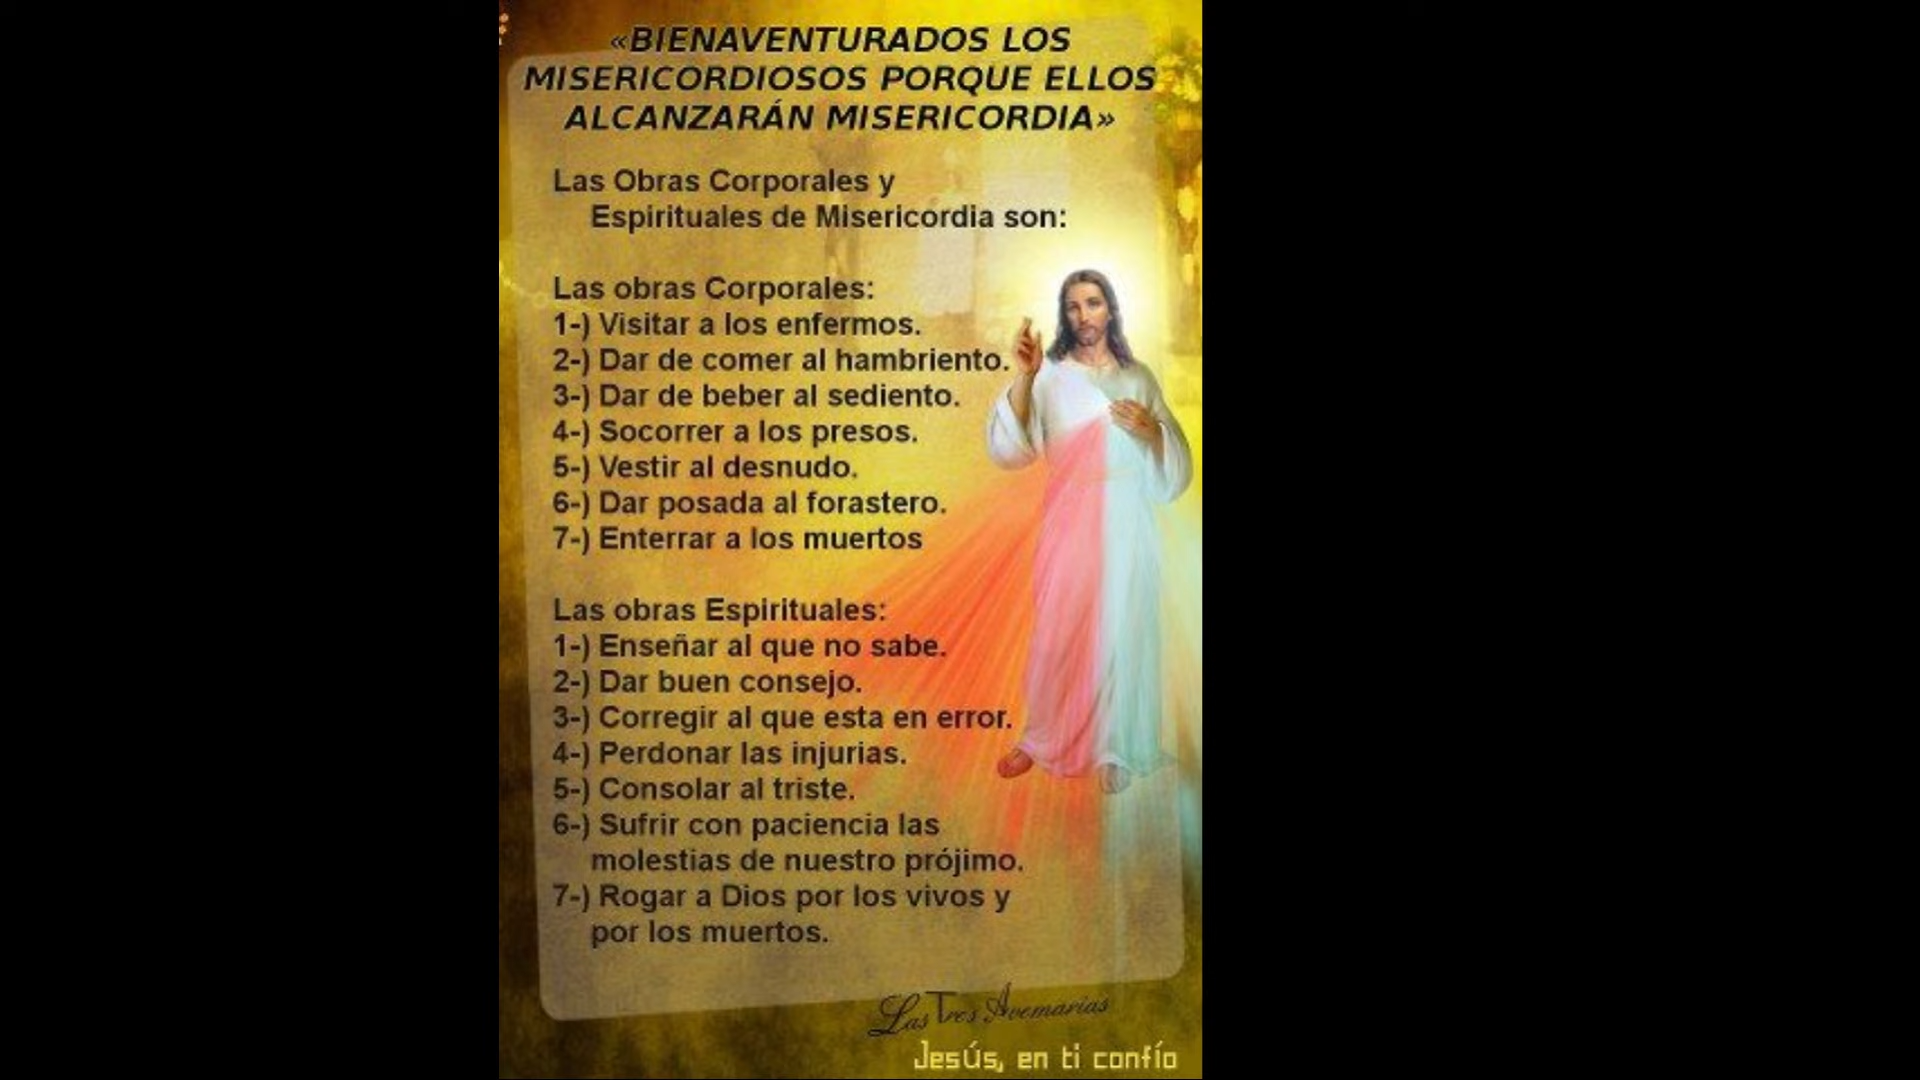 «BIENAVENTURADOS LOS
MISERICORDIOSOS PORQUE ELLOS
ALCANZARÁN MISERICORDIA»
Las Obras Corporales y
Espirituales de Misericordia son:
Las obras Corporales:
1-) Visitar a los enfermos.
2-) Dar de comer al hambriento.
3-) Dar de beber al sediento.
4-) Socorrer a los presos.
5-) Vestir al desnudo.
6-) Dar posada al forastero.
7-) Enterrar a los muertos
Las obras Espirituales:
1-) Enseñar al que no sabe.
2-) Dar buen consejo.
3-) Corregir al que esta en error.
4-) Perdonar las injurias.
5-) Consolar al triste.
6-) Sufrir con paciencia las
molestias de nuestro prójimo.
7-) Rogar a Dios por los vivos y
por los muertos.
Las Tres Avemarías
Jesús, en ti confío